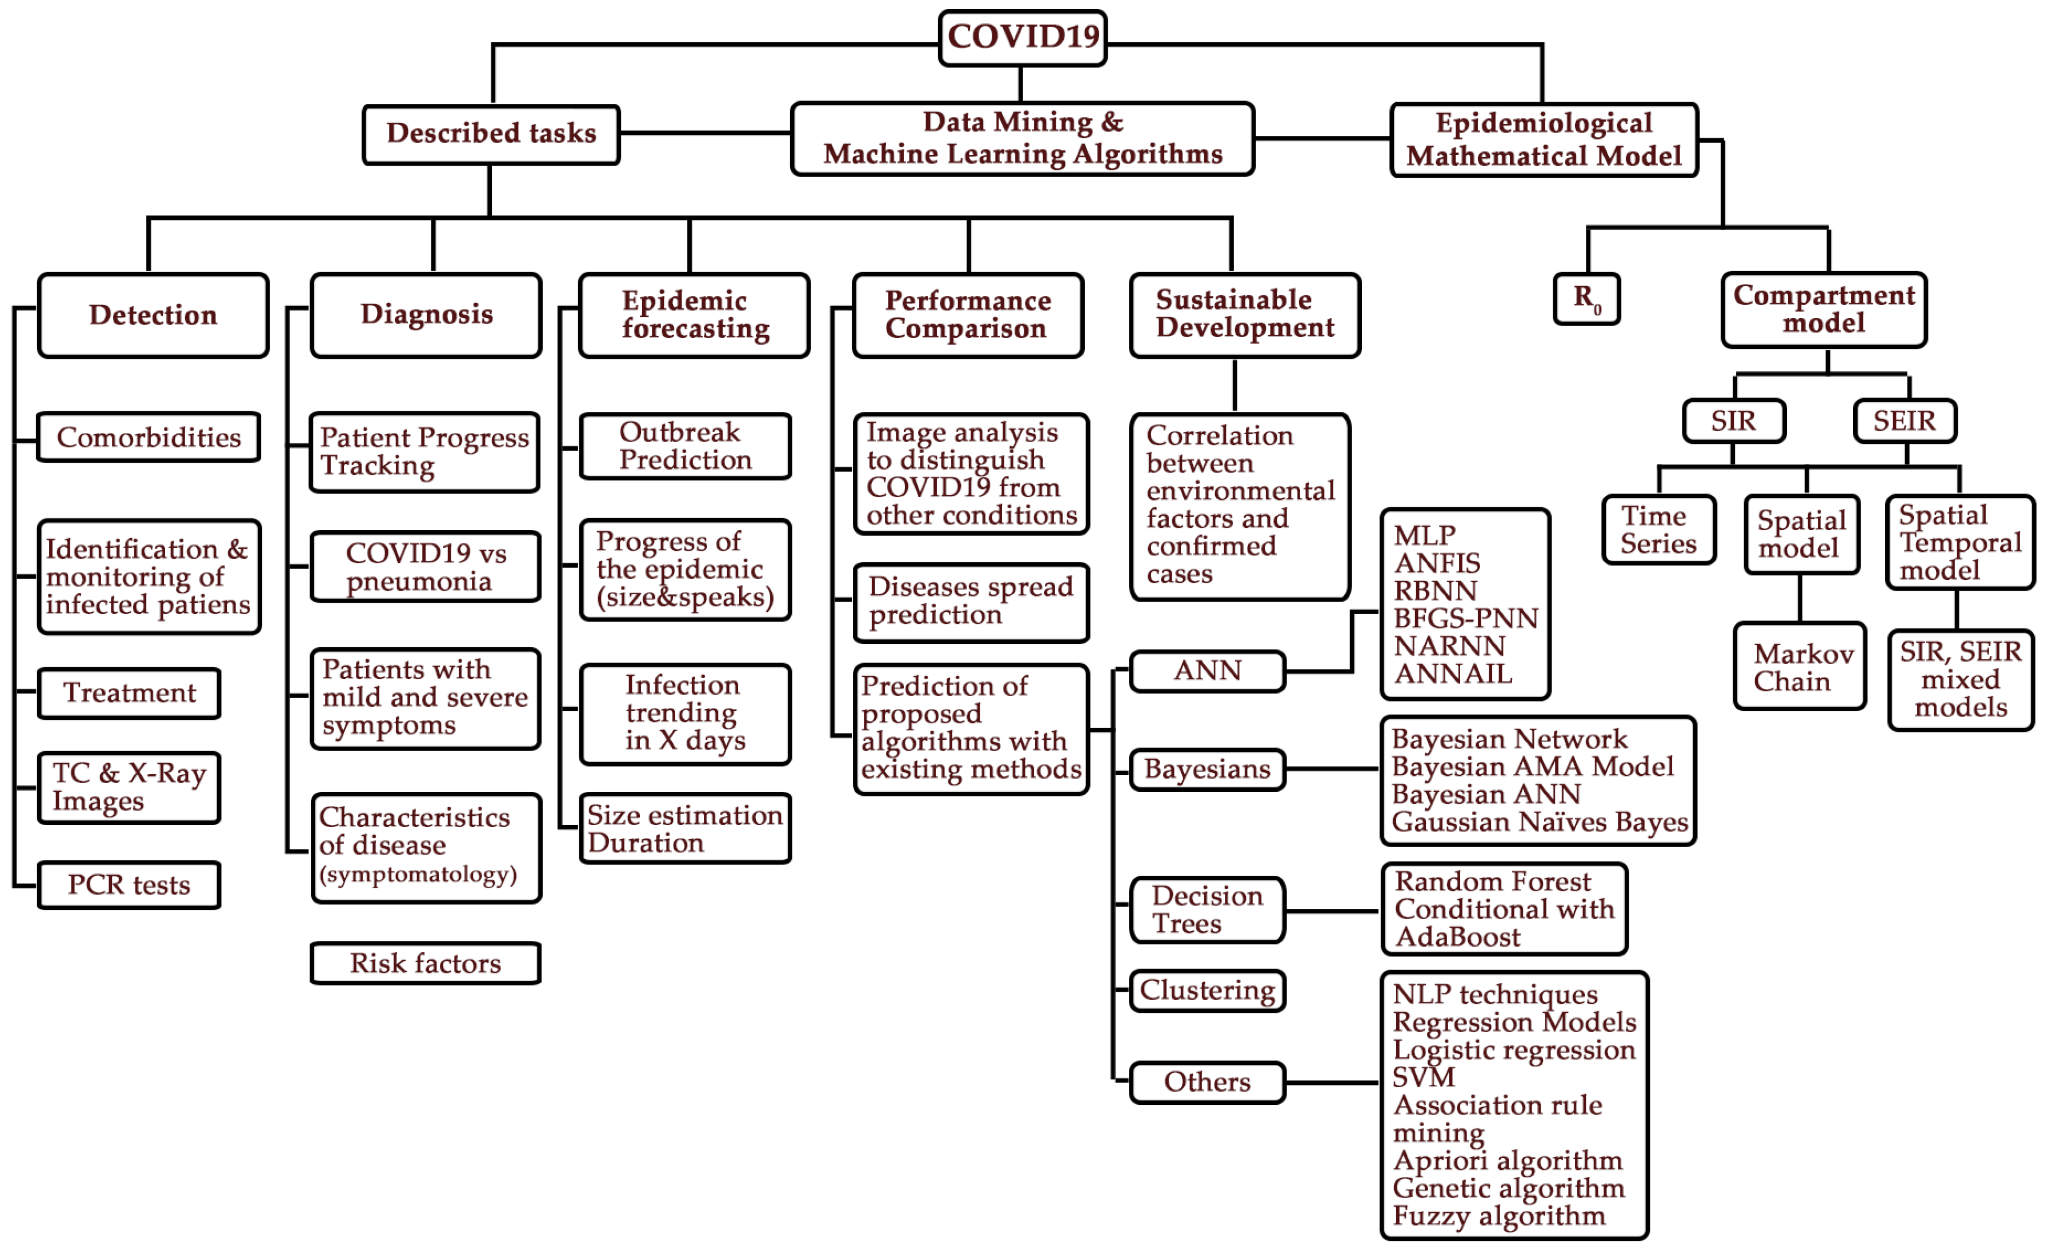 COVID19
Described tasks
Data Mining &
Machine Learning Algorithms
Epidemiological
Mathematical Model
Detection
Comorbidities
Identification &
monitoring of
infected patiens
Treatment
TC & X-Ray
Images
PCR tests
Diagnosis
Patient Progress
Tracking
COVID19 vs
pneumonia
Patients with
mild and severe
symptoms
Characteristics
of disease
(symptomatology)
Risk factors
Epidemic
forecasting
Outbreak
Prediction
Progress of
the epidemic
(size&speaks)
Infection
trending
in X days
Size estimation
Duration
Performance
Comparison
Image analysis
to distinguish
COVID19 from
other conditions
Diseases spread
prediction
Prediction of
proposed
algorithms with
existing methods
Sustainable
Development
Correlation
between
environmental
factors and
confirmed
cases
ANN
MLP
ANFIS
RBNN
BFGS-PNN
NARNN
ANNAIL
Bayesians
Bayesian Network
Bayesian AMA Model
Bayesian ANN
Gaussian Naïves Bayes
Decision
Trees
Random Forest
Conditional with
AdaBoost
Clustering
Others
NLP techniques
Regression Models
Logistic regression
SVM
Association rule
mining
Apriori algorithm
Genetic algorithm
Fuzzy algorithm
R0
Compartment
model
SIR
SEIR
Time
Series
Spatial
model
Spatial
Temporal
model
Markov
Chain
SIR, SEIR
mixed
models